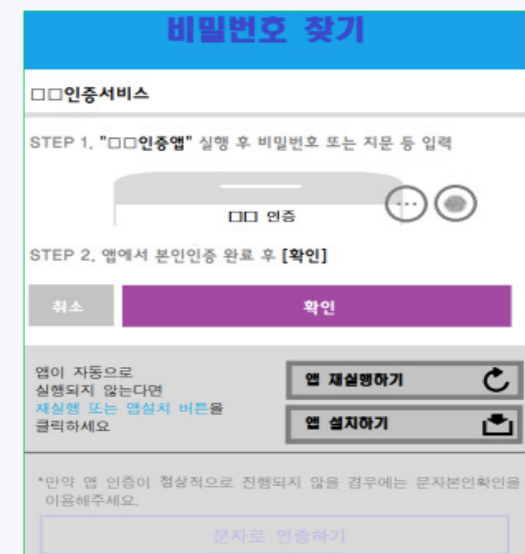 비밀번호 찾기
□□인증서비스
STEP 1. "□□인증앱" 실행 후 비밀번호 또는 지문 등 입력
□□ 인증
STEP 2. 앱에서 본인인증 완료 후 [확인]
취소
확인
앱이 자동으로
실행되지 않는다면
재실행 또는 앱설치 버튼을
클릭하세요
앱 재실행하기
앱 설치하기
*만약 앱 인증이 정상적으로 진행되지 않을 경우에는 문자본인확인을
이용해주세요.
문자로 인증하기